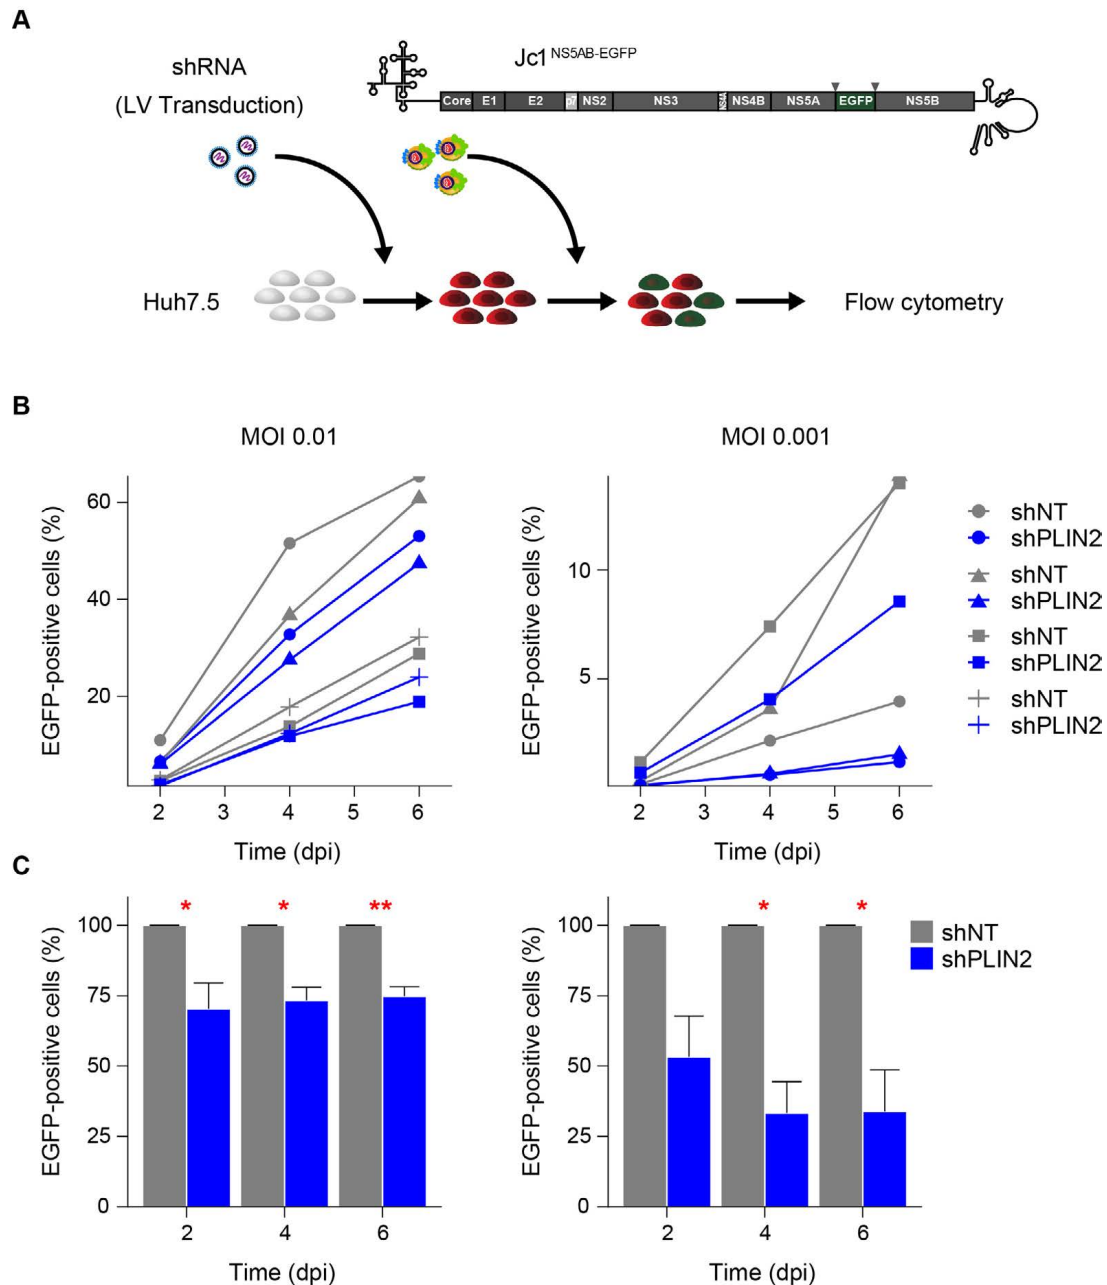 A
shRNA
(LV Transduction)
Jc1NS5AB-EGFP
Core E1 E2 p7 NS2 NS3 NS4A NS4B NS5A EGFP NS5B
Huh7.5
Flow cytometry
B
MOI 0.01
MOI 0.001
EGFP-positive cells (%)
60
40
20
2 3 4 5 6
Time (dpi)
EGFP-positive cells (%)
10
5
2 3 4 5 6
Time (dpi)
shNT
shPLIN2
shNT
shPLIN2
shNT
shPLIN2
shNT
shPLIN2
C
EGFP-positive cells (%)
100
75
50
25
0
* * **
2 4 6
Time (dpi)
EGFP-positive cells (%)
100
75
50
25
0
* *
2 4 6
Time (dpi)
shNT
shPLIN2